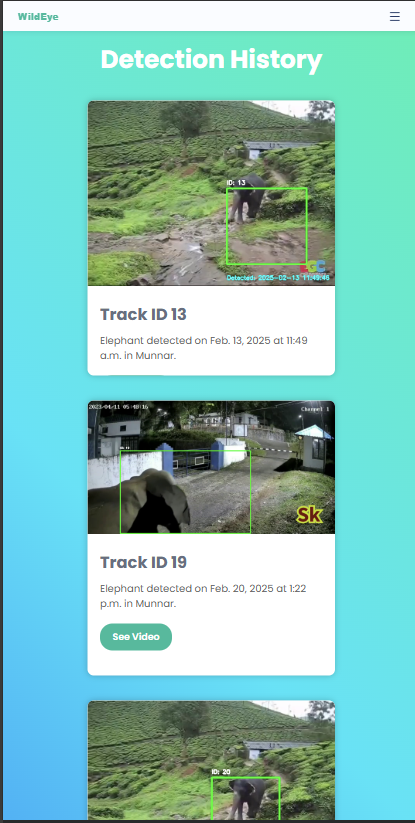 WildEye
Detection History
ID: 13
Detected: 2025-02-13 11:49:46
Track ID 13
Elephant detected on Feb. 13, 2025 at 11:49
a.m. in Munnar.
2023-04-11 05:48:16
Channel 1
Sk
Track ID 19
Elephant detected on Feb. 20, 2025 at 1:22
p.m. in Munnar.
See Video
ID: 20